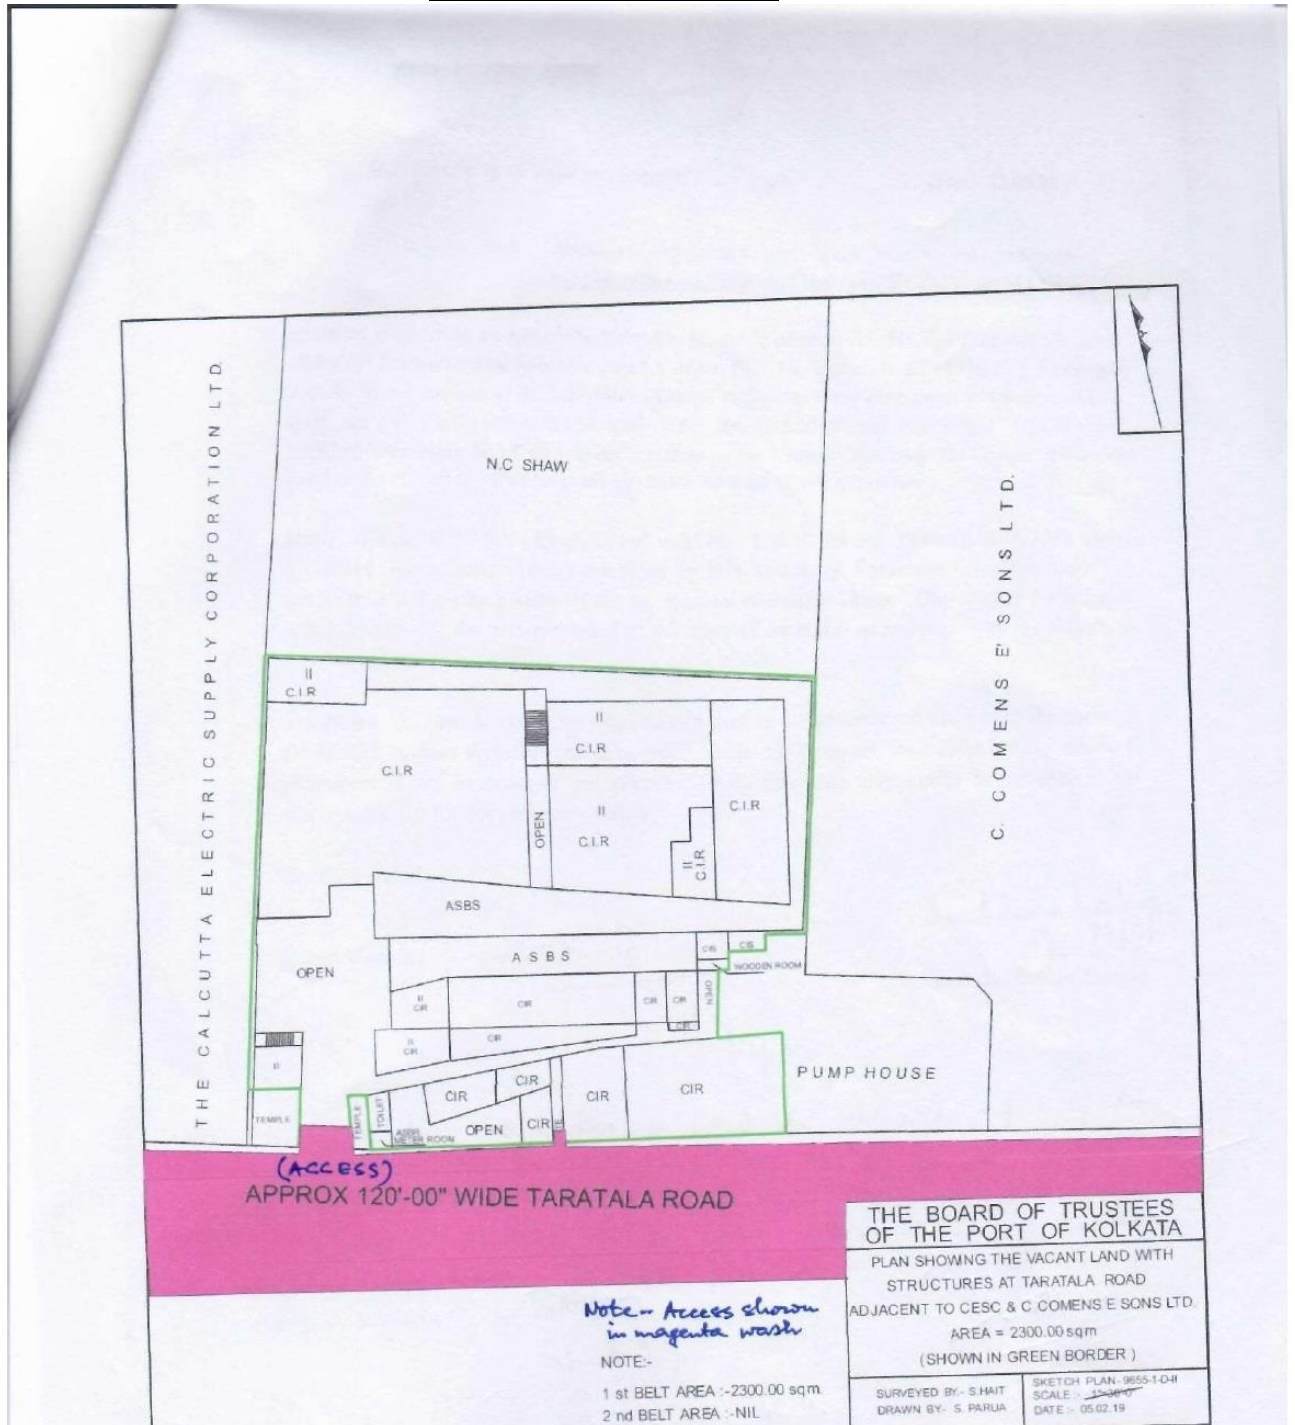 THE CALCUTTA ELECTRIC SUPPLY CORPORATION LTD.
N.C SHAW
C. COMENS E' SONS LTD.
II
C.I.R
C.I.R
II
C.I.R
OPEN
II
C.I.R
II
C.I.R
C.I.R
ASBS
A S B S
OPEN
CIS
CIS
WOODEN ROOM
OPEN
II
CIR
CIR
CIR
CIR
CIR
II
CIR
CIR
II
TEMPLE
TEMPLE
TOILET
ASBR
METER ROON
CIR
C.I.R
OPEN
CIR
CIR
CIR
PUMP HOUSE
(ACCESS)
APPROX 120'-00" WIDE TARATALA ROAD
Note - Access shown
in magenta wash
NOTE:-
1 st BELT AREA :-2300.00 sqm.
2 nd BELT AREA :-NIL
THE BOARD OF TRUSTEES
OF THE PORT OF KOLKATA
PLAN SHOWING THE VACANT LAND WITH
STRUCTURES AT TARATALA ROAD
ADJACENT TO CESC & C COMENS E SONS LTD.
AREA = 2300.00 sqm
(SHOWN IN GREEN BORDER )
SURVEYED BY.- S.HAIT
DRAWN BY- S. PARUA
SKETCH PLAN - 9655-1-D-II
SCALE :-
DATE :- 05.02.19